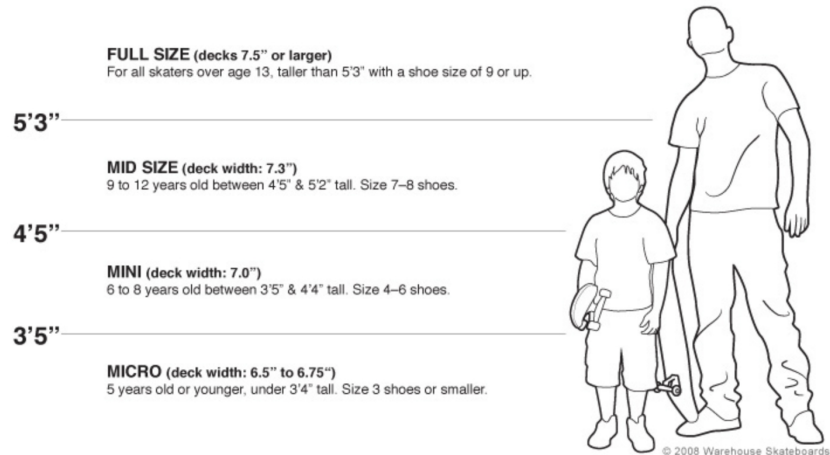 FULL SIZE (decks 7.5” or larger)
For all skaters over age 13, taller than 5’3” with a shoe size of 9 or up.
5’3”
MID SIZE (deck width: 7.3”)
9 to 12 years old between 4’5” & 5’2” tall. Size 7–8 shoes.
4’5”
MINI (deck width: 7.0”)
6 to 8 years old between 3’5” & 4’4” tall. Size 4–6 shoes.
3’5”
MICRO (deck width: 6.5” to 6.75“)
5 years old or younger, under 3’4” tall. Size 3 shoes or smaller.
© 2008 Warehouse Skateboards